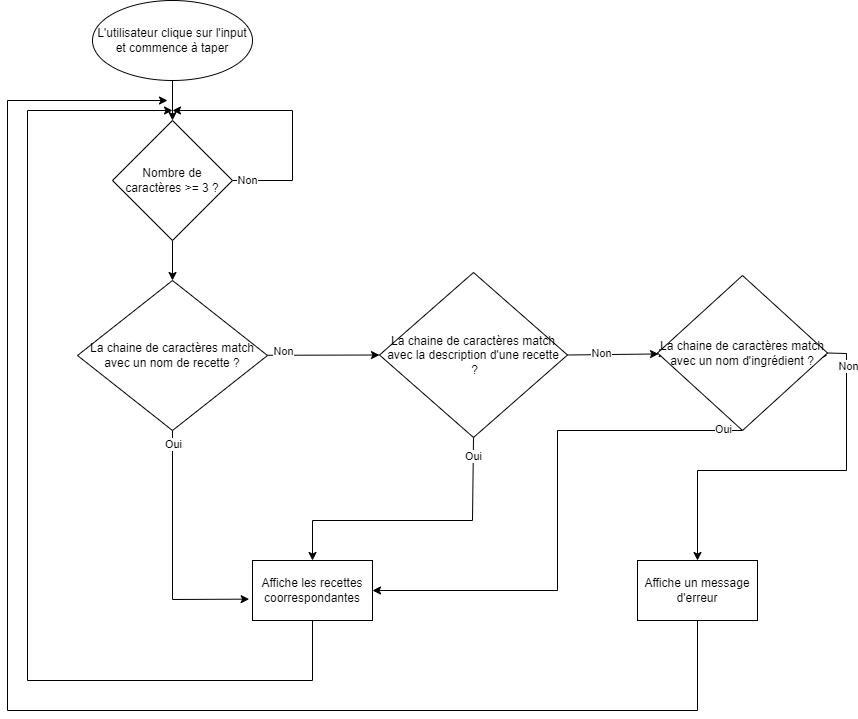 L'utilisateur clique sur l'input
et commence à taper
Nombre de
caractères >= 3 ?
Non
La chaine de caractères match
avec un nom de recette ?
Non
La chaine de caractères match
avec la description d'une recette
?
Non
La chaine de caractères match
avec un nom d'ingrédient ?
Non
Oui
Oui
Oui
Affiche les recettes
coorrespondantes
Affiche un message
d'erreur